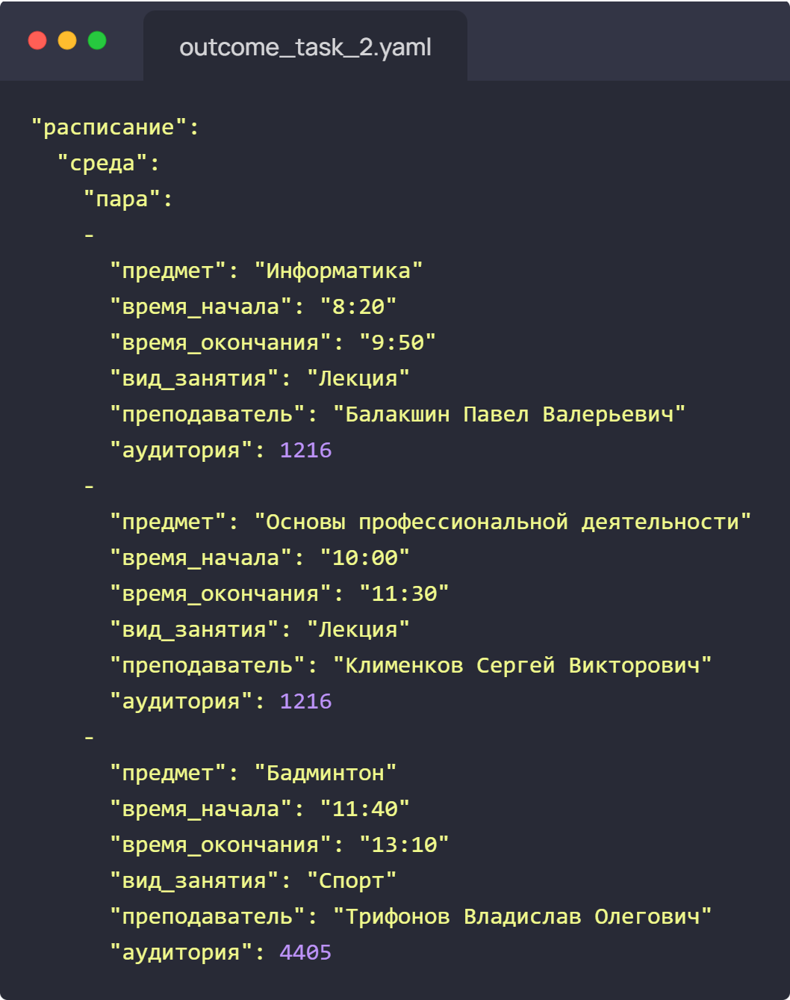 outcome_task_2.yaml
"расписание":
"среда":
"пара":
-
"предмет": "Информатика"
"время_начала": "8:20"
"время_окончания": "9:50"
"вид_занятия": "Лекция"
"преподаватель": "Балакшин Павел Валерьевич"
"аудитория": 1216
-
"предмет": "Основы профессиональной деятельности"
"время_начала": "10:00"
"время_окончания": "11:30"
"вид_занятия": "Лекция"
"преподаватель": "Клименков Сергей Викторович"
"аудитория": 1216
-
"предмет": "Бадминтон"
"время_начала": "11:40"
"время_окончания": "13:10"
"вид_занятия": "Спорт"
"преподаватель": "Трифонов Владислав Олегович"
"аудитория": 4405